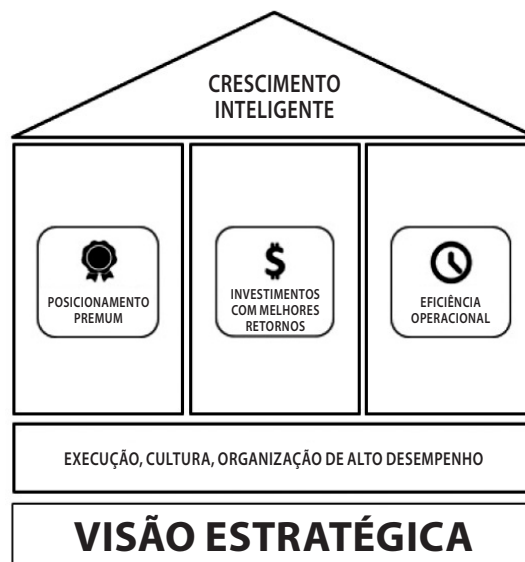 CRESCIMENTO
INTELIGENTE
POSICIONAMENTO
PREMUM
$
INVESTIMENTOS
COM MELHORES
RETORNOS
EFICIÊNCIA
OPERACIONAL
EXECUÇÃO, CULTURA, ORGANIZAÇÃO DE ALTO DESEMPENHO
VISÃO ESTRATÉGICA